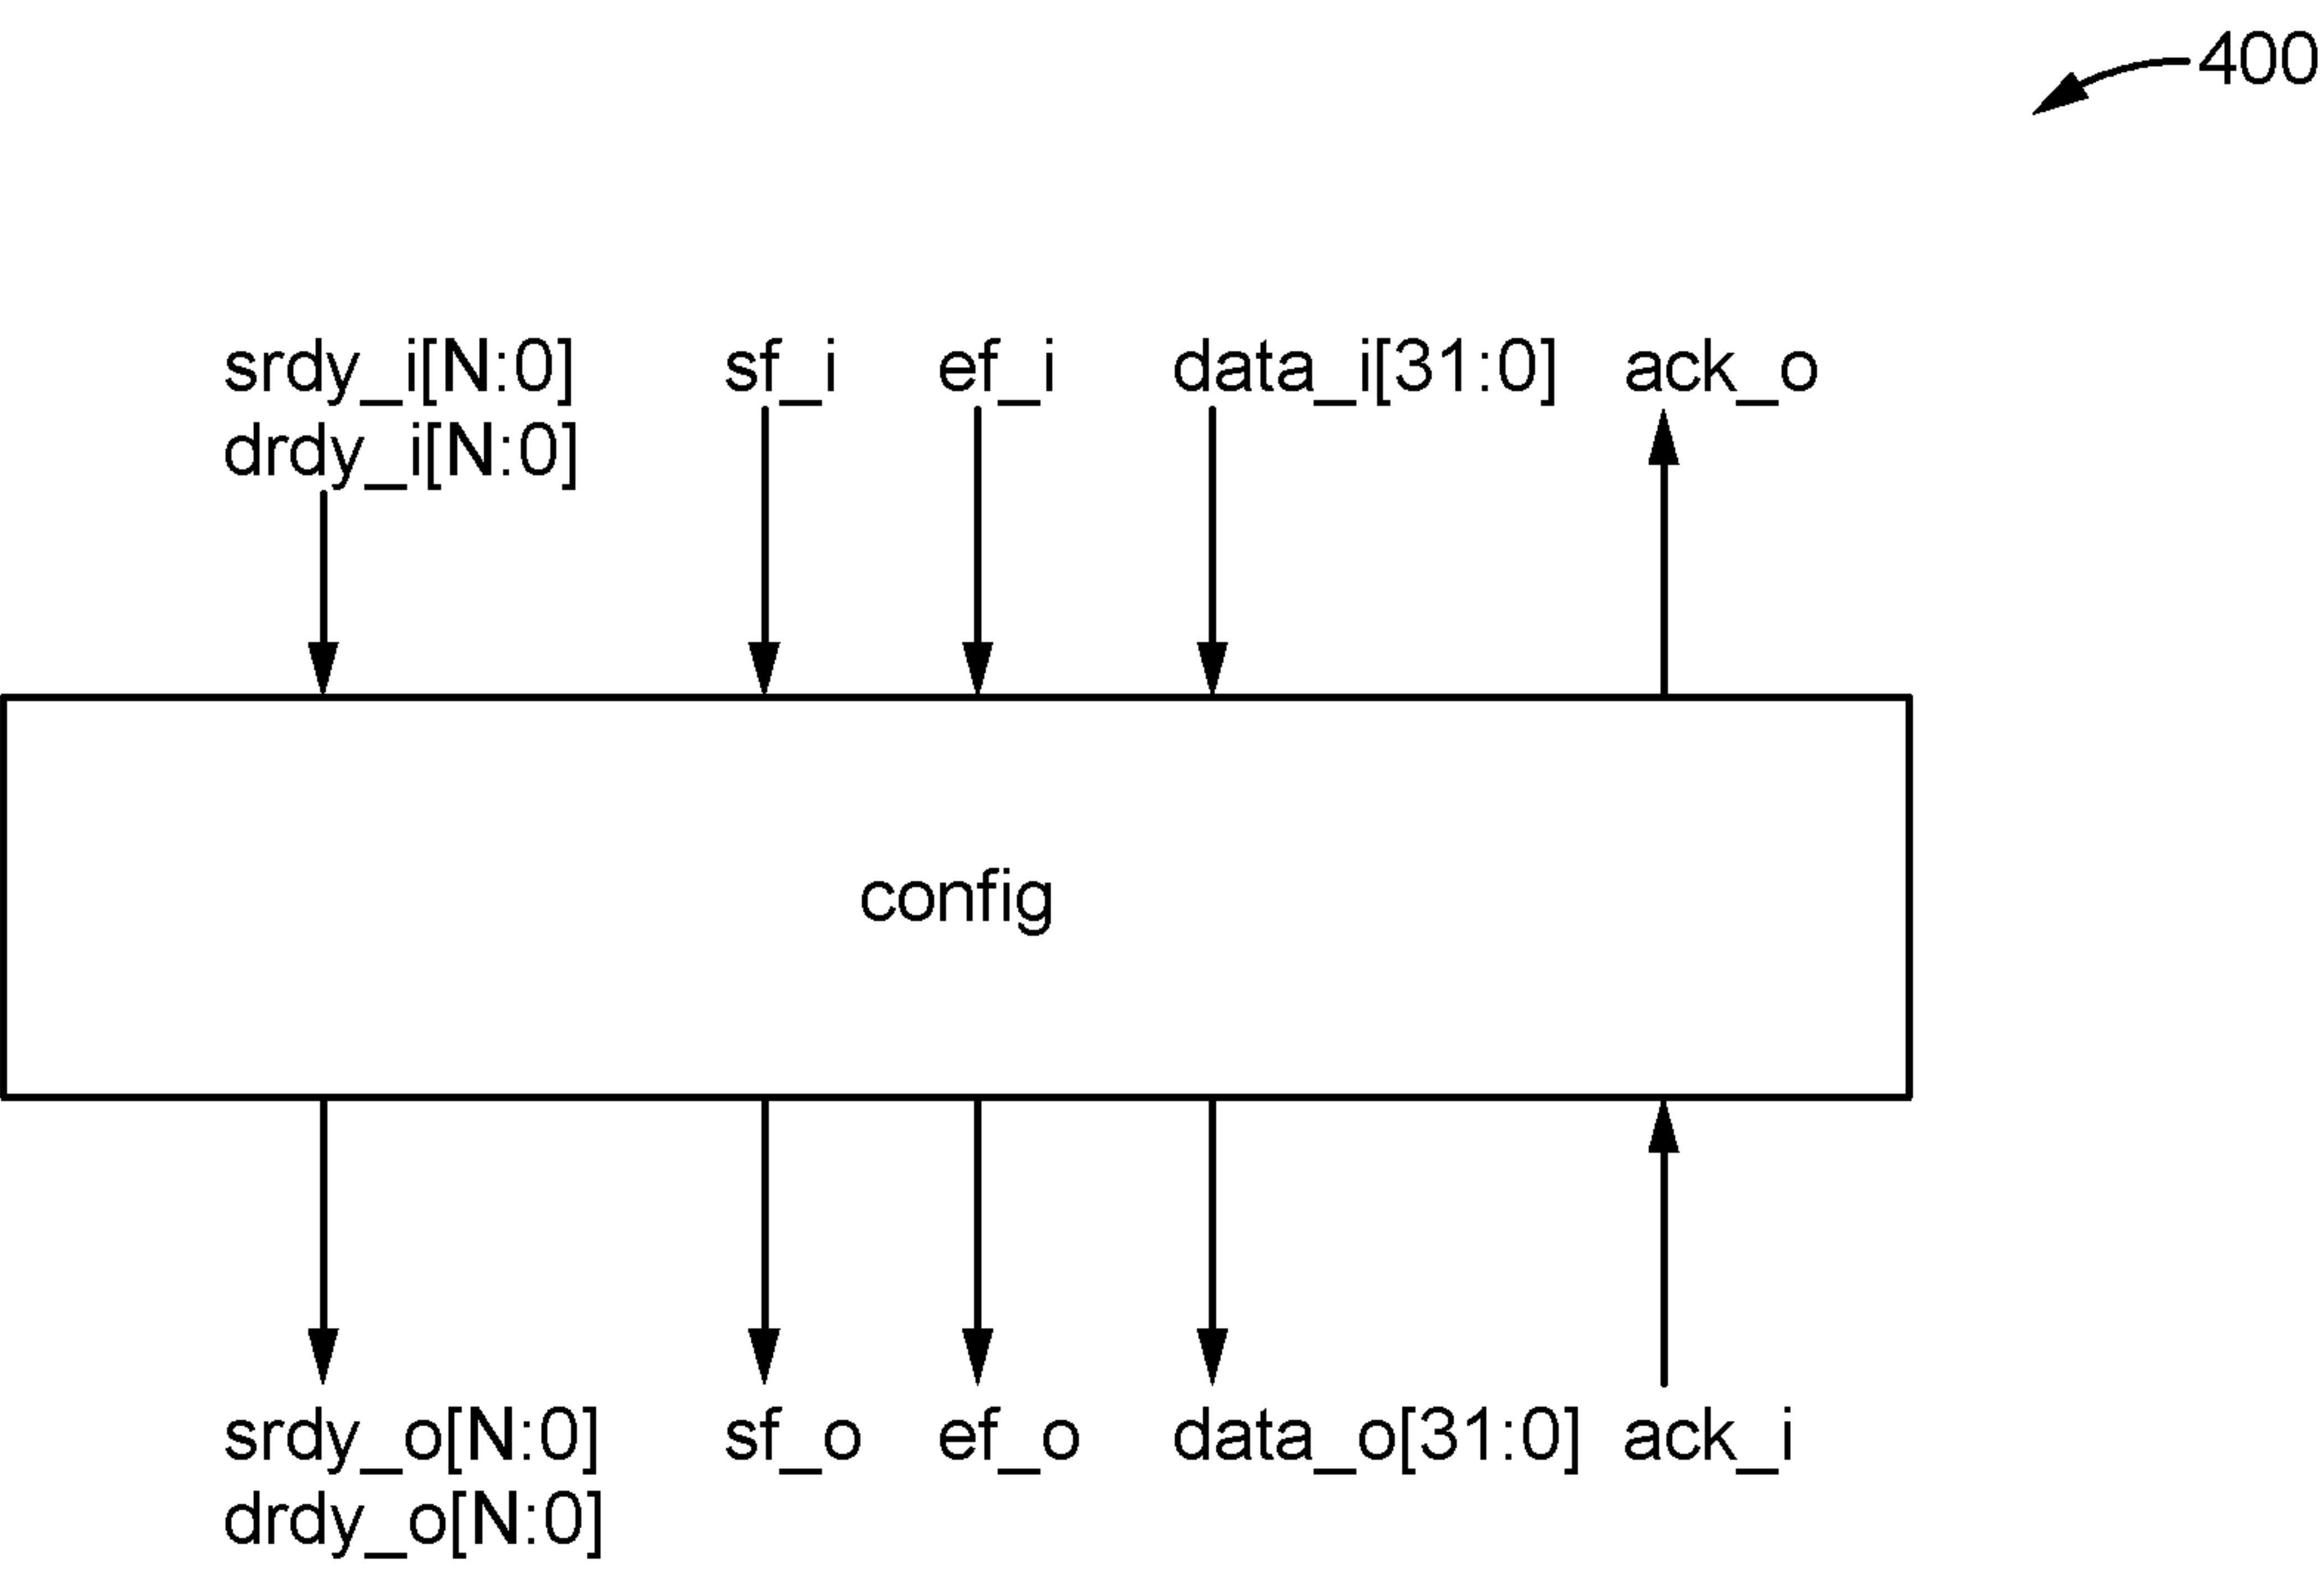 400
srdy_i[N:0] sf_i ef_i data_i[31:0] ack_o
drdy_i[N:0]
config
srdy_o[N:0] sf_o ef_o data_o[31:0] ack_i
drdy_o[N:0]